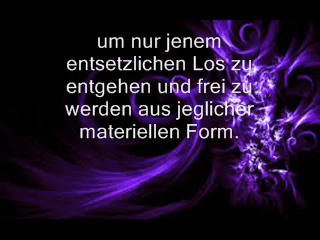 um nur jenem
entsetzlichen Los zu
entgehen und frei zu
werden aus jeglicher
materiellen Form.